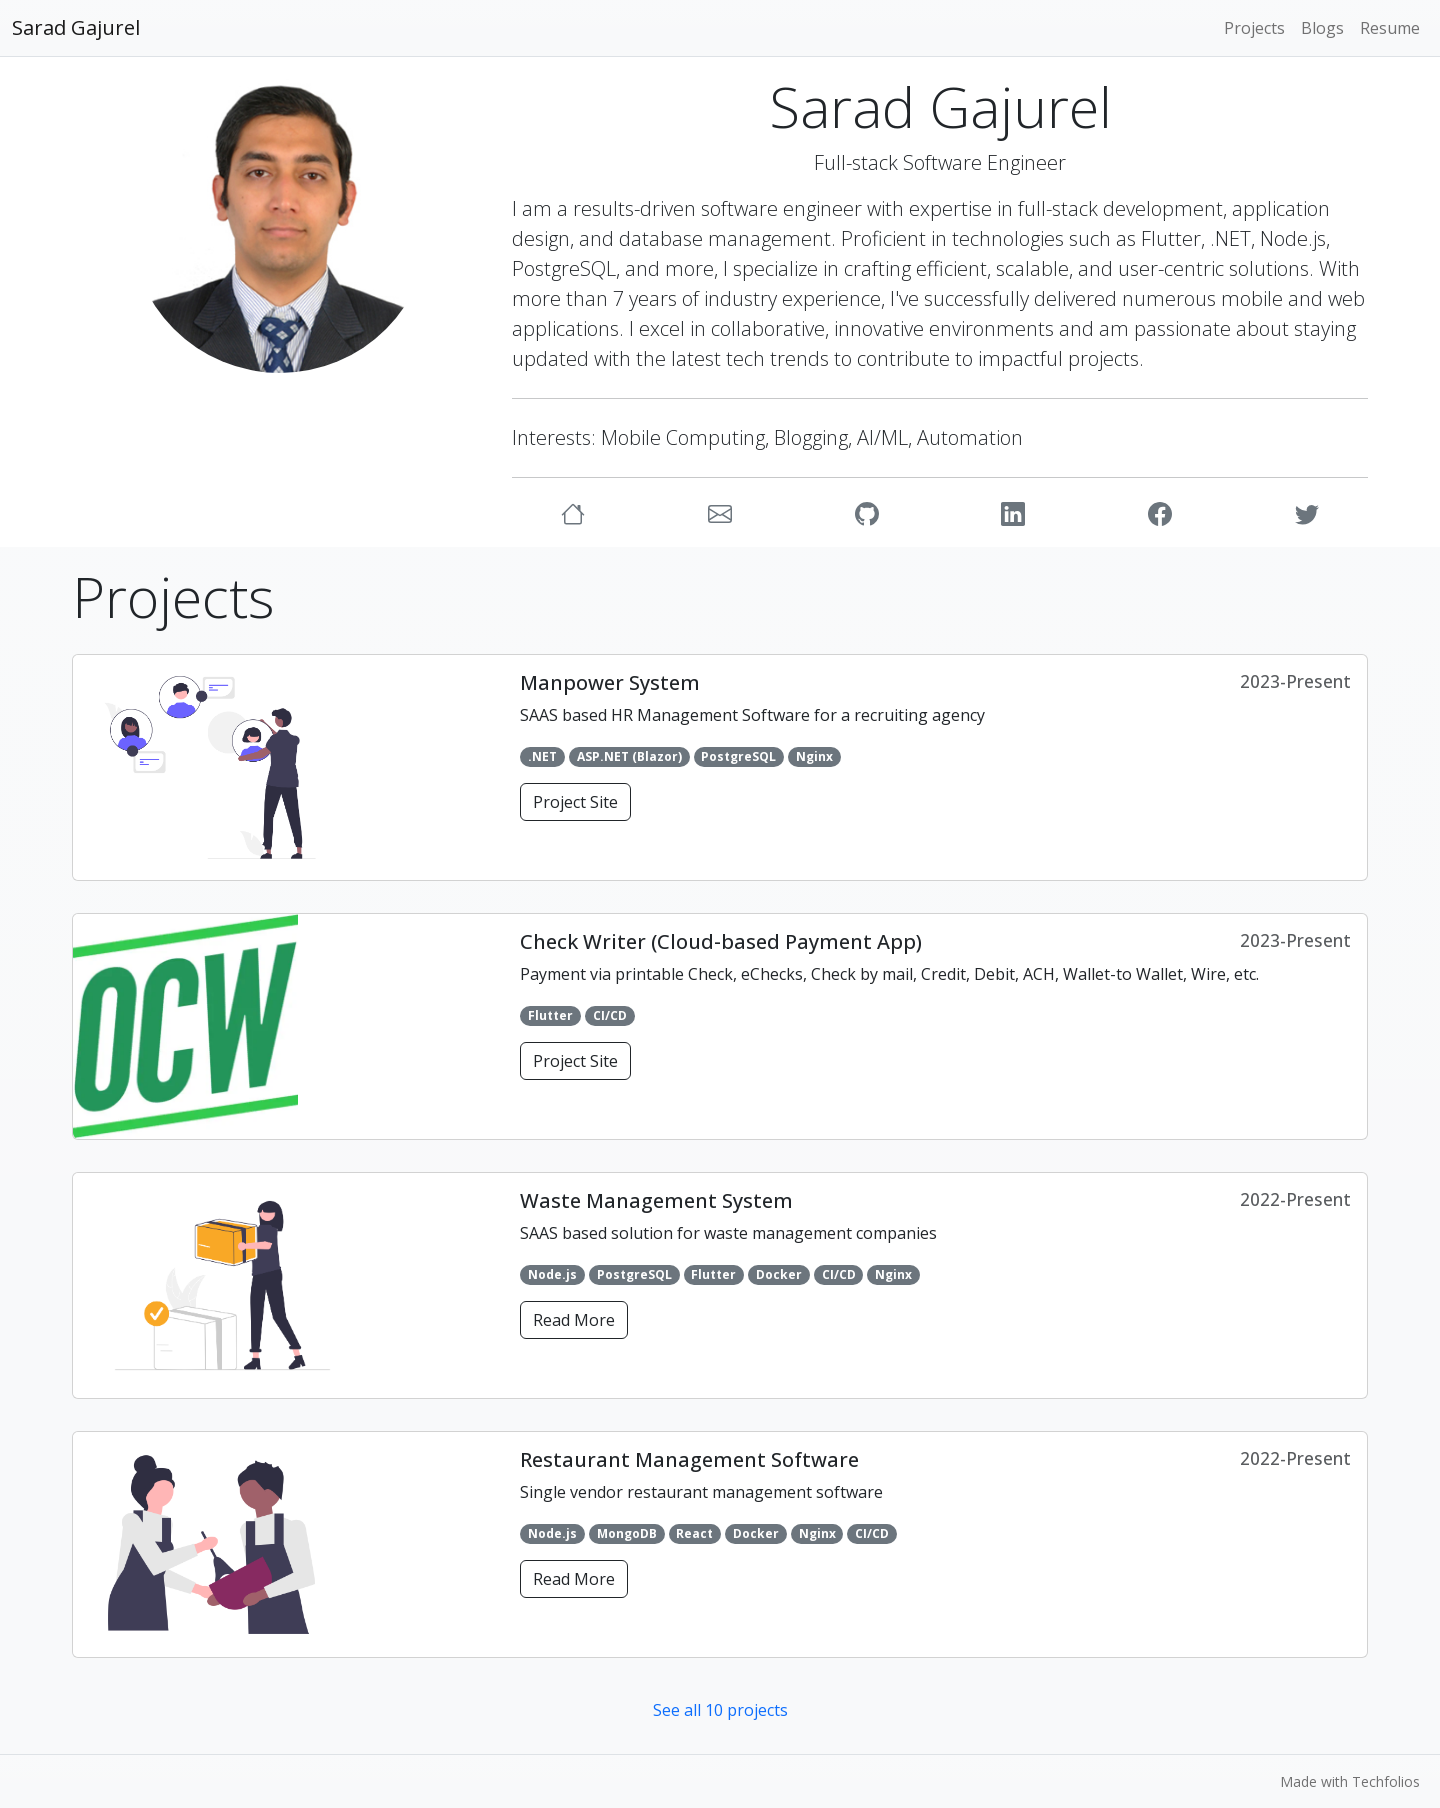 Sarad Gajurel
Projects Blogs Resume
Sarad Gajurel
Full-stack Software Engineer
I am a results-driven software engineer with expertise in full-stack development, application
design, and database management. Proficient in technologies such as Flutter, .NET, Node.js,
PostgreSQL, and more, I specialize in crafting efficient, scalable, and user-centric solutions. With
more than 7 years of industry experience, I've successfully delivered numerous mobile and web
applications. I excel in collaborative, innovative environments and am passionate about staying
updated with the latest tech trends to contribute to impactful projects.
Interests: Mobile Computing, Blogging, AI/ML, Automation
Projects
Manpower System
2023-Present
SAAS based HR Management Software for a recruiting agency
.NET ASP.NET (Blazor) PostgreSQL Nginx
Project Site
OCW
Check Writer (Cloud-based Payment App)
2023-Present
Payment via printable Check, eChecks, Check by mail, Credit, Debit, ACH, Wallet-to Wallet, Wire, etc.
Flutter CI/CD
Project Site
Waste Management System
2022-Present
SAAS based solution for waste management companies
Node.js PostgreSQL Flutter Docker CI/CD Nginx
Read More
Restaurant Management Software
2022-Present
Single vendor restaurant management software
Node.js MongoDB React Docker Nginx CI/CD
Read More
See all 10 projects
Made with Techfolios